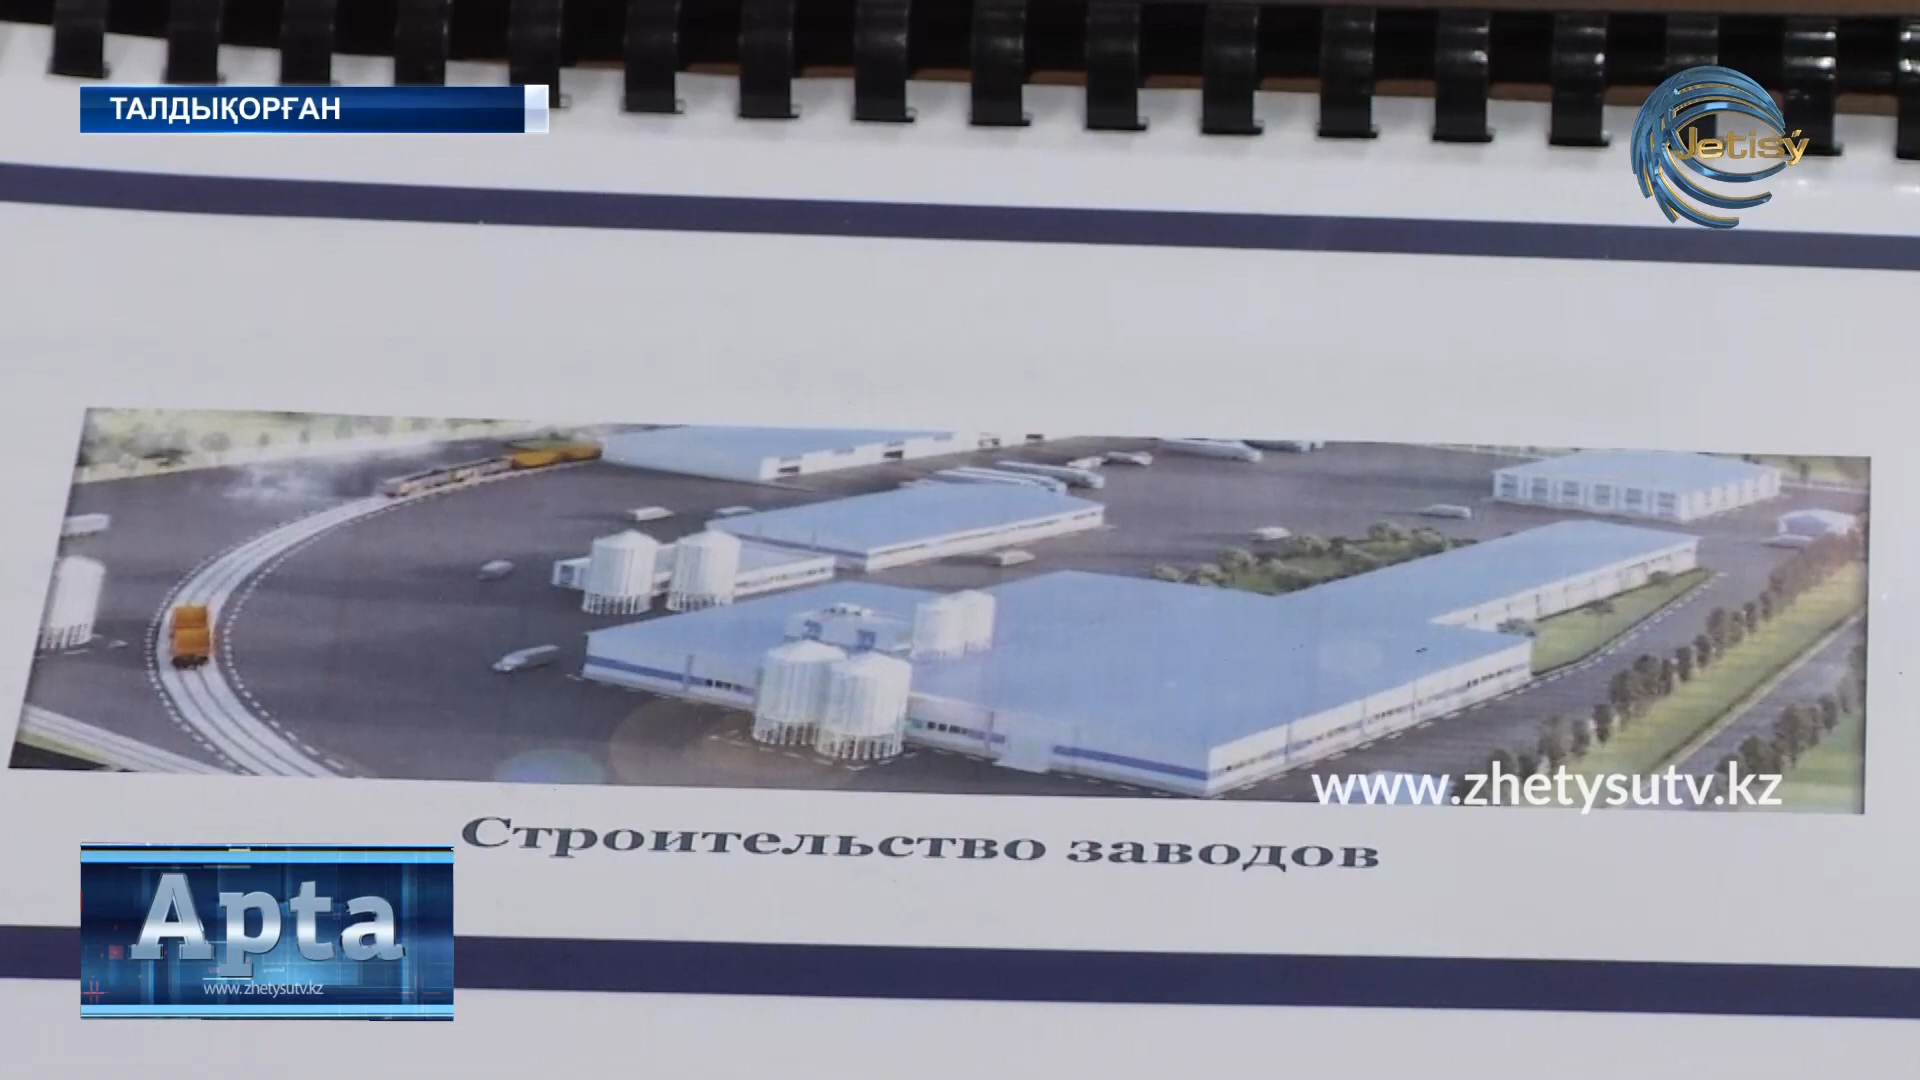 ТАЛДЫҚОРҒАН
Jetisý
www.zhetysutv.kz
Строительство заводов
Apta
www.zhetysutv.kz